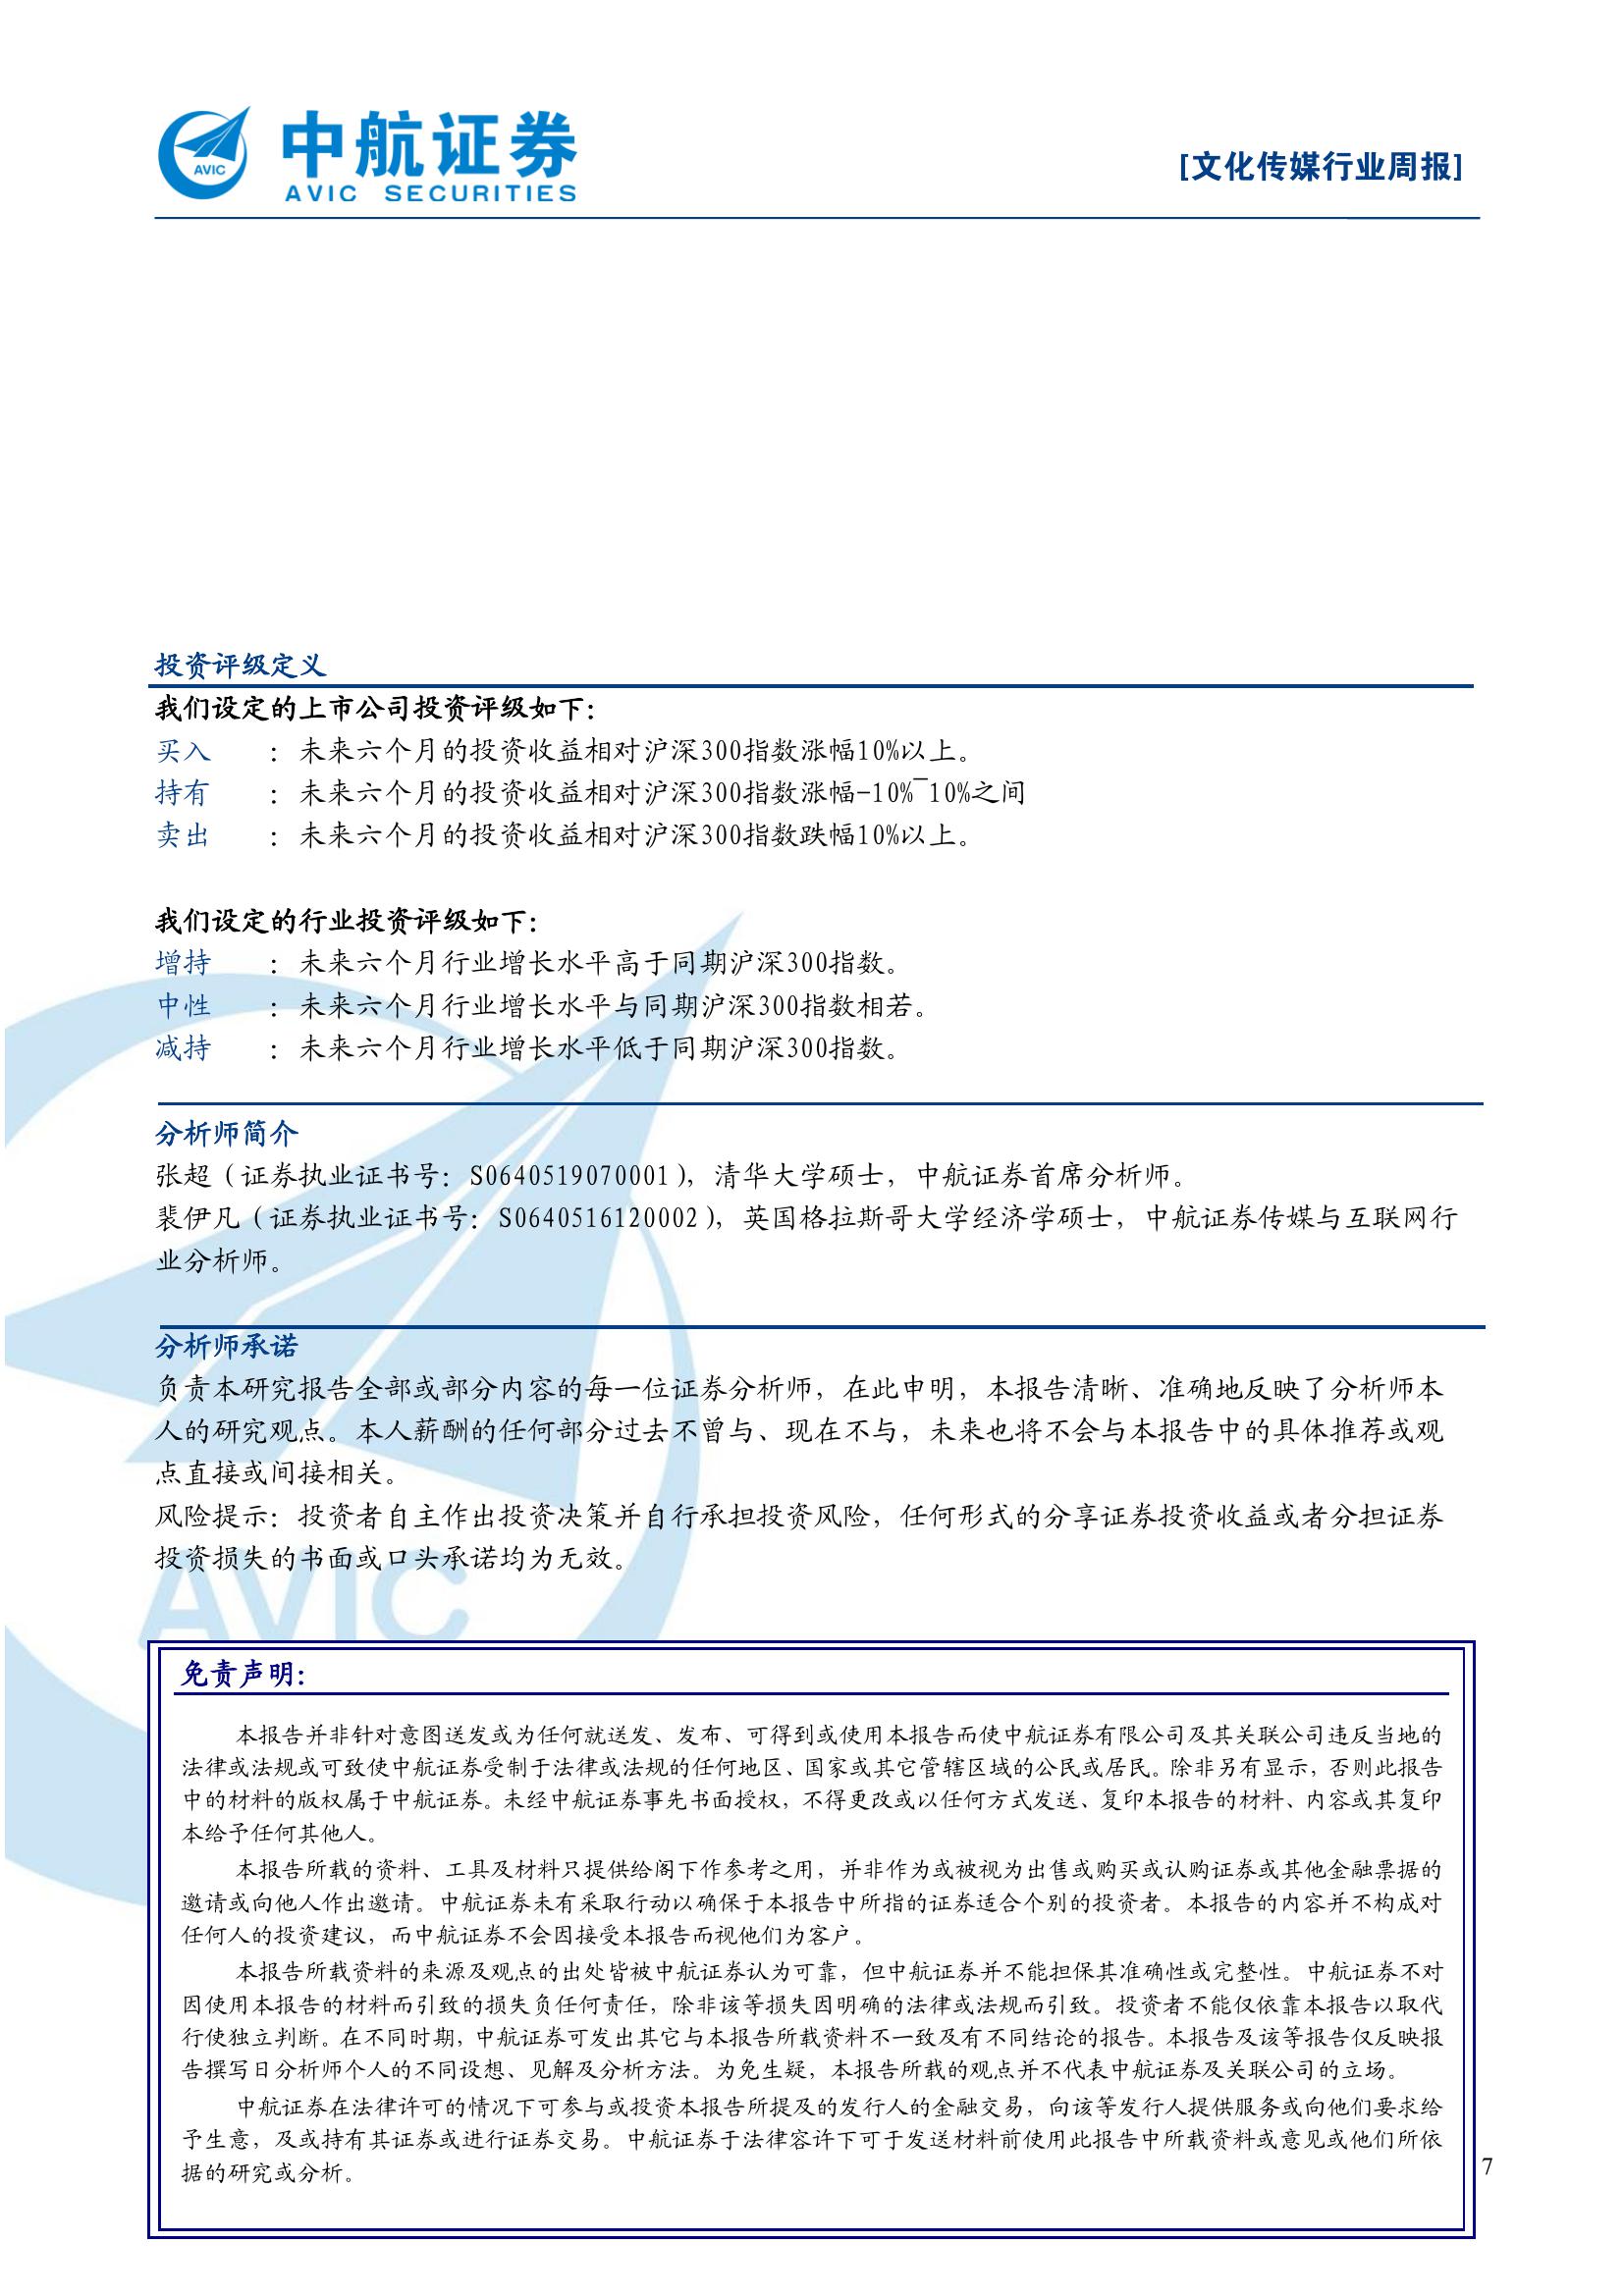 中航证券
AVIC SECURITIES
AVIC
[文化传媒行业周报]
投资评级定义
我们设定的上市公司投资评级如下：
买入 ：未来六个月的投资收益相对沪深300指数涨幅10%以上。
持有 ：未来六个月的投资收益相对沪深300指数涨幅-10%~10%之间
卖出 ：未来六个月的投资收益相对沪深300指数跌幅10%以上。
我们设定的行业投资评级如下：
增持 ：未来六个月行业增长水平高于同期沪深300指数。
中性 ：未来六个月行业增长水平与同期沪深300指数相若。
减持 ：未来六个月行业增长水平低于同期沪深300指数。
分析师简介
张超（证券执业证书号：S0640519070001），清华大学硕士，中航证券首席分析师。
裴伊凡（证券执业证书号：S0640516120002），英国格拉斯哥大学经济学硕士，中航证券传媒与互联网行
业分析师。
分析师承诺
负责本研究报告全部或部分内容的每一位证券分析师，在此申明，本报告清晰、准确地反映了分析师本
人的研究观点。本人薪酬的任何部分过去不曾与、现在不与，未来也将不会与本报告中的具体推荐或观
点直接或间接相关。
风险提示：投资者自主作出投资决策并自行承担投资风险，任何形式的分享证券投资收益或者分担证券
投资损失的书面或口头承诺均为无效。
AVIC
免责声明：
本报告并非针对意图送发或为任何就送发、发布、可得到或使用本报告而使中航证券有限公司及其关联公司违反当地的
法律或法规或可致使中航证券受制于法律或法规的任何地区、国家或其它管辖区域的公民或居民。除非另有显示，否则此报告
中的材料的版权属于中航证券。未经中航证券事先书面授权，不得更改或以任何方式发送、复印本报告的材料、内容或其复印
本给予任何其他人。
本报告所载的资料、工具及材料只提供给阁下作参考之用，并非作为或被视为出售或购买或认购证券或其他金融票据的
邀请或向他人作出邀请。中航证券未有采取行动以确保于本报告中所指的证券适合个别的投资者。本报告的内容并不构成对
任何人的投资建议，而中航证券不会因接受本报告而视他们为客户。
本报告所载资料的来源及观点的出处皆被中航证券认为可靠，但中航证券并不能担保其准确性或完整性。中航证券不对
因使用本报告的材料而引致的损失负任何责任，除非该等损失因明确的法律或法规而引致。投资者不能仅依靠本报告以取代
行使独立判断。在不同时期，中航证券可发出其它与本报告所载资料不一致及有不同结论的报告。本报告及该等报告仅反映报
告撰写日分析师个人的不同设想、见解及分析方法。为免生疑，本报告所载的观点并不代表中航证券及关联公司的立场。
中航证券在法律许可的情况下可参与或投资本报告所提及的发行人的金融交易，向该等发行人提供服务或向他们要求给
予生意，及或持有其证券或进行证券交易。中航证券于法律容许下可于发送材料前使用此报告中所载资料或意见或他们所依
据的研究或分析。
7